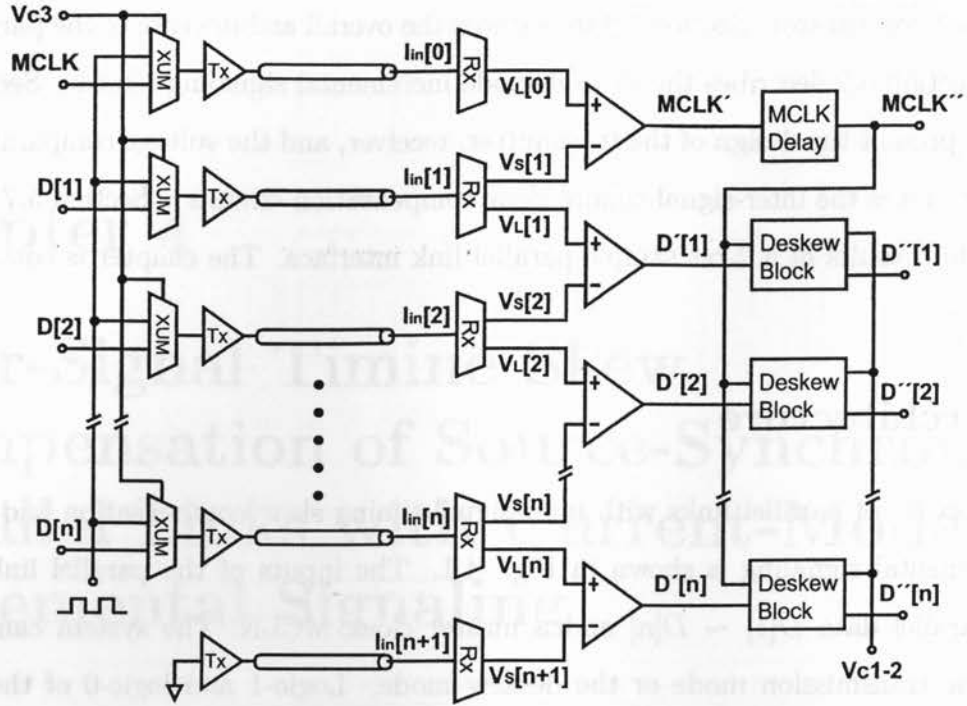 Vc3
MCLK
XUM
Tx
Iin[0]
Rx
VL[0]
+
-
MCLK´
MCLK
Delay
MCLK´´
D[1]
XUM
Tx
Iin[1]
Rx
Vs[1]
VL[1]
+
-
D´[1]
Deskew
Block
D´´[1]
D[2]
XUM
Tx
Iin[2]
Rx
Vs[2]
VL[2]
+
-
D´[2]
Deskew
Block
D´´[2]
D[n]
XUM
Tx
Iin[n]
Rx
Vs[n]
VL[n]
+
-
D´[n]
Deskew
Block
D´´[n]
Tx
Iin[n+1]
Rx
Vs[n+1]
Vc1-2